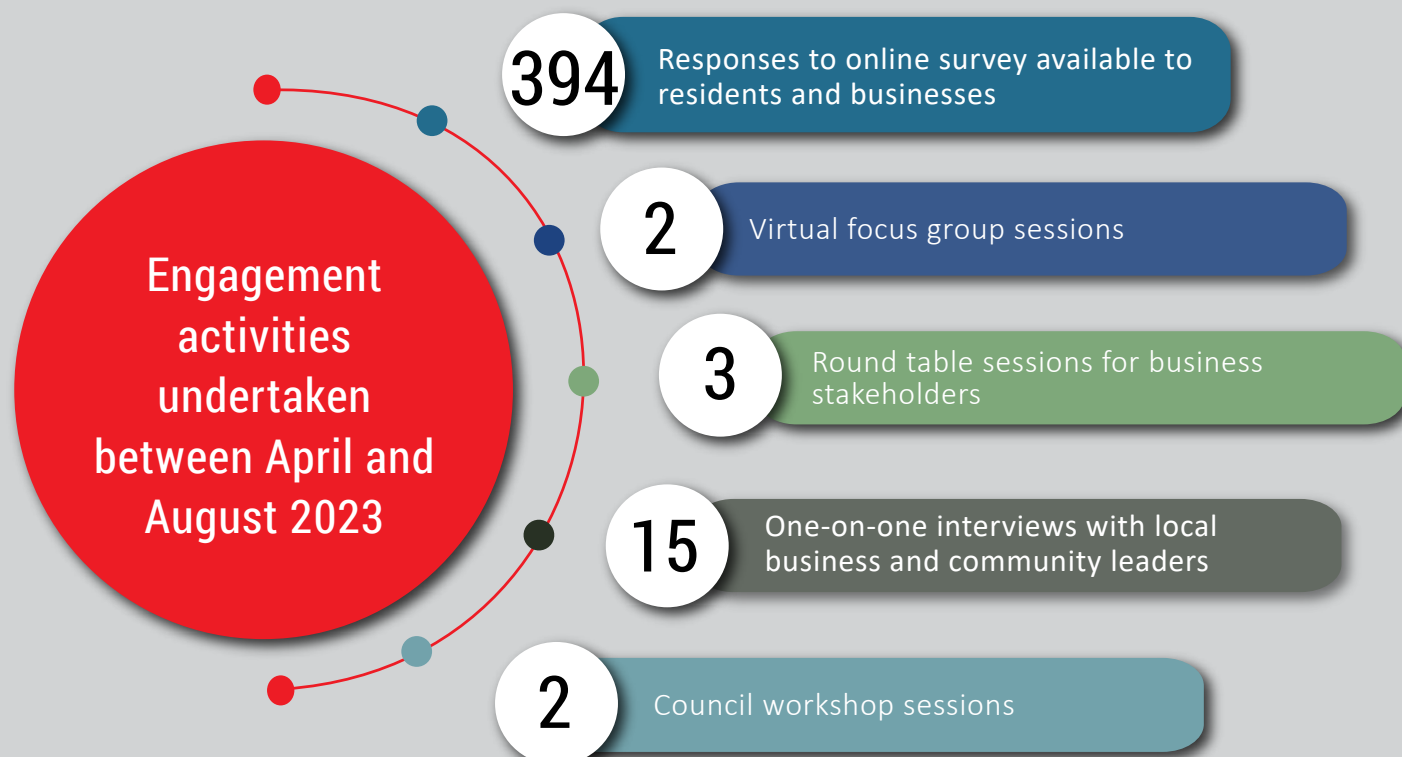 Engagement
activities
undertaken
between April and
August 2023
394
Responses to online survey available to
residents and businesses
2
Virtual focus group sessions
3
Round table sessions for business
stakeholders
15
One-on-one interviews with local
business and community leaders
2
Council workshop sessions